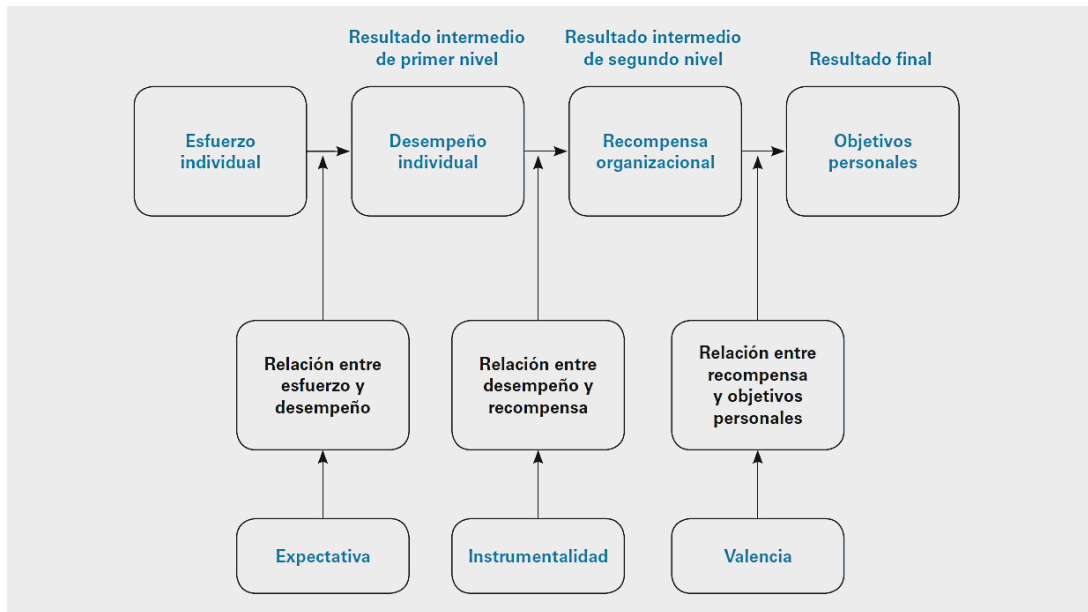 Resultado intermedio
de primer nivel
Resultado intermedio
de segundo nivel
Resultado final
Esfuerzo
individual
Desempeño
individual
Recompensa
organizacional
Objetivos
personales
Relación entre
esfuerzo y
desempeño
Relación entre
desempeño y
recompensa
Relación entre
recompensa
y objetivos
personales
Expectativa
Instrumentalidad
Valencia